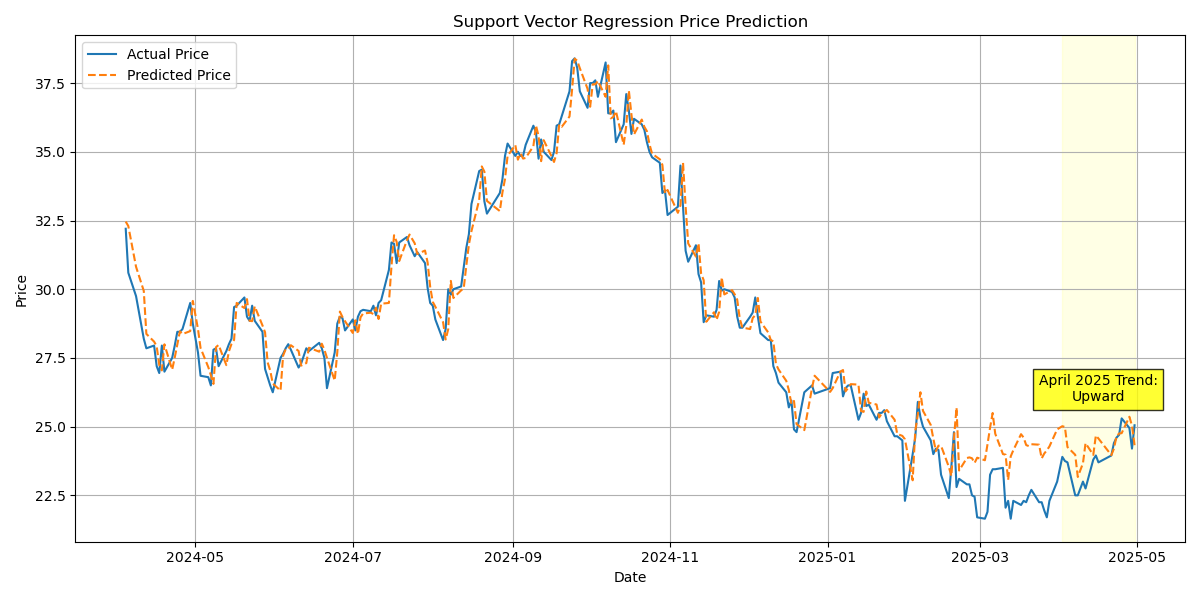 Support Vector Regression Price Prediction
Actual Price
Predicted Price
April 2025 Trend:
Upward
Price
37.5
35.0
32.5
30.0
27.5
25.0
22.5
2024-05
2024-07
2024-09
2024-11
2025-01
2025-03
2025-05
Date